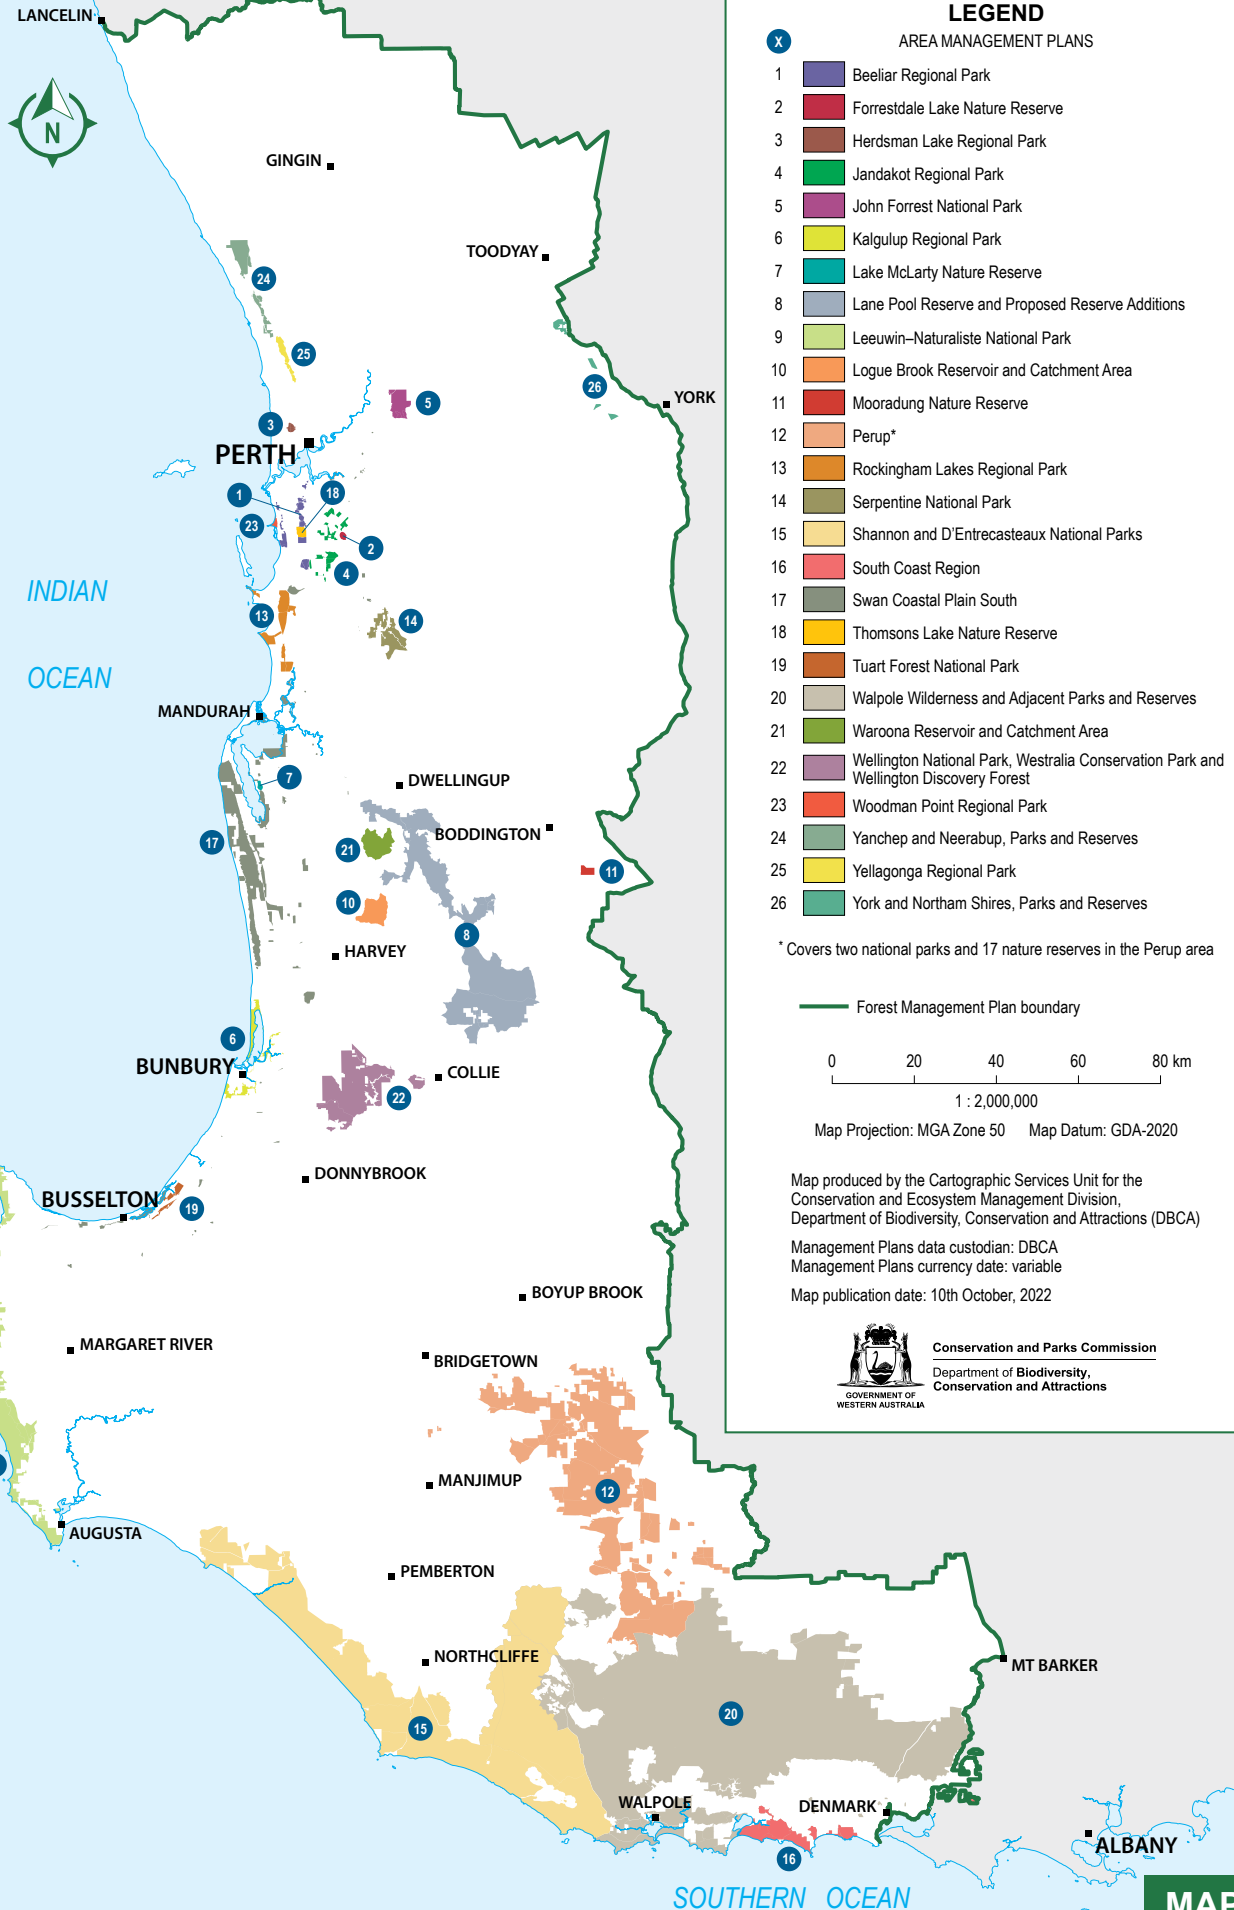 LANCELIN
N
GINGIN
TOODYAY
24
25
26
YORK
5
3
PERTH
1
18
23
2
4
INDIAN
OCEAN
13
14
MANDURAH
7
DWELLINGUP
17
21
BODDINGTON
11
10
8
HARVEY
6
BUNBURY
COLLIE
22
DONNYBROOK
BUSSELTON
19
BOYUP BROOK
MARGARET RIVER
BRIDGETOWN
MANJIMUP
12
AUGUSTA
PEMBERTON
NORTHCLIFFE
MT BARKER
15
20
WALPOLE
DENMARK
16
ALBANY
SOUTHERN OCEAN
LEGEND
X AREA MANAGEMENT PLANS
1 Beeliar Regional Park
2 Forrestdale Lake Nature Reserve
3 Herdsman Lake Regional Park
4 Jandakot Regional Park
5 John Forrest National Park
6 Kalgulup Regional Park
7 Lake McLarty Nature Reserve
8 Lane Pool Reserve and Proposed Reserve Additions
9 Leeuwin–Naturaliste National Park
10 Logue Brook Reservoir and Catchment Area
11 Mooradung Nature Reserve
12 Perup*
13 Rockingham Lakes Regional Park
14 Serpentine National Park
15 Shannon and D'Entrecasteaux National Parks
16 South Coast Region
17 Swan Coastal Plain South
18 Thomsons Lake Nature Reserve
19 Tuart Forest National Park
20 Walpole Wilderness and Adjacent Parks and Reserves
21 Waroona Reservoir and Catchment Area
22 Wellington National Park, Westralia Conservation Park and
Wellington Discovery Forest
23 Woodman Point Regional Park
24 Yanchep and Neerabup, Parks and Reserves
25 Yellagonga Regional Park
26 York and Northam Shires, Parks and Reserves
* Covers two national parks and 17 nature reserves in the Perup area
Forest Management Plan boundary
0 20 40 60 80 km
1 : 2,000,000
Map Projection: MGA Zone 50 Map Datum: GDA-2020
Map produced by the Cartographic Services Unit for the
Conservation and Ecosystem Management Division,
Department of Biodiversity, Conservation and Attractions (DBCA)
Management Plans data custodian: DBCA
Management Plans currency date: variable
Map publication date: 10th October, 2022
GOVERNMENT OF
WESTERN AUSTRALIA
Conservation and Parks Commission
Department of Biodiversity,
Conservation and Attractions
MAP